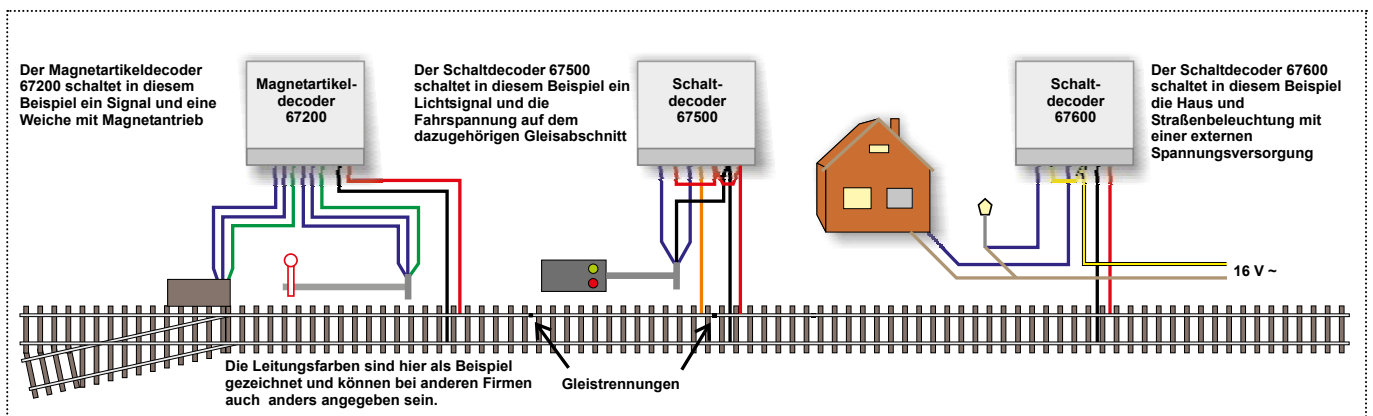 Der Magnetartikeldecoder
67200 schaltet in diesem
Beispiel ein Signal und eine
Weiche mit Magnetantrieb
Magnetartikel-
decoder
67200
Der Schaltdecoder 67500
schaltet in diesem Beispiel ein
Lichtsignal und die
Fahrspannung auf dem
dazugehörigen Gleisabschnitt
Schalt-
decoder
67500
Schalt-
decoder
67600
Der Schaltdecoder 67600
schaltet in diesem Beispiel
die Haus und
Straßenbeleuchtung mit
einer externen
Spannungsversorgung
16 V ~
Die Leitungsfarben sind hier als Beispiel
gezeichnet und können bei anderen Firmen
auch anders angegeben sein.
Gleistrennungen